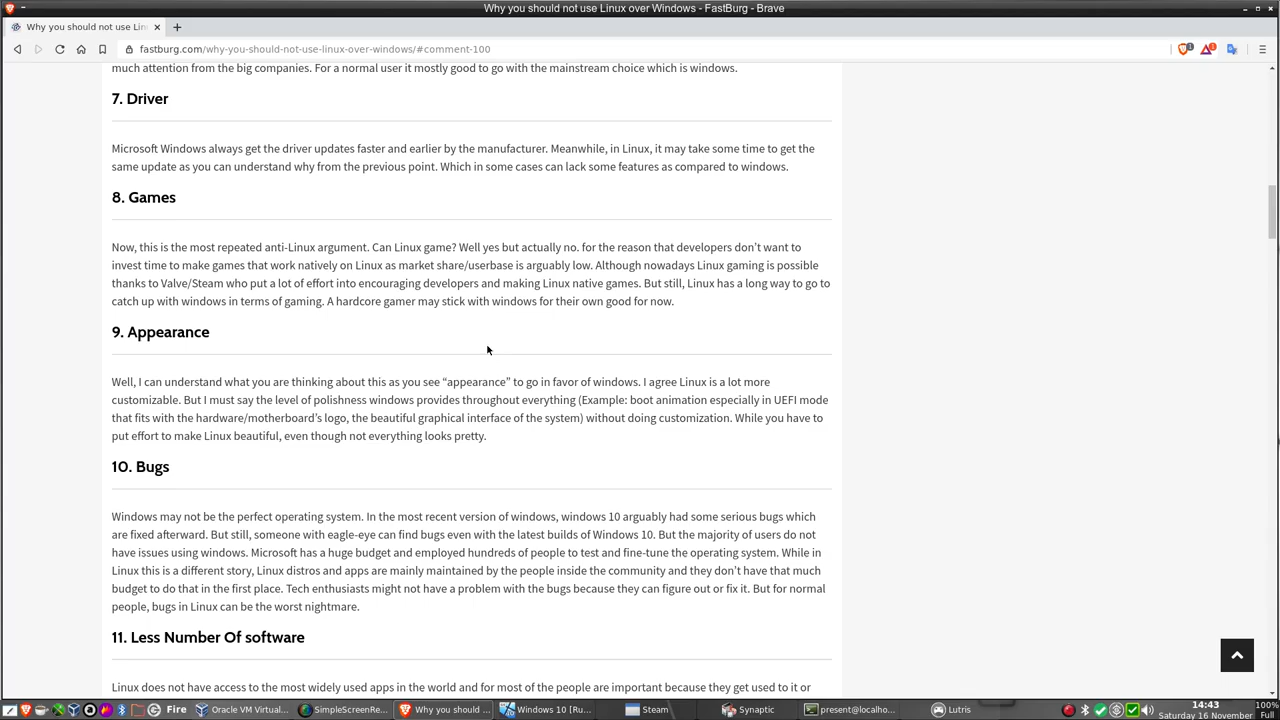 Why you should not use Linux over Windows - FastBurg - Brave
Why you should not use Lin
fastburg.com/why-you-should-not-use-linux-over-windows/#comment-100
much attention from the big companies. For a normal user it mostly good to go with the mainstream choice which is windows.
7. Driver
Microsoft Windows always get the driver updates faster and earlier by the manufacturer. Meanwhile, in Linux, it may take some time to get the
same update as you can understand why from the previous point. Which in some cases can lack some features as compared to windows.
8. Games
Now, this is the most repeated anti-Linux argument. Can Linux game? Well yes but actually no. for the reason that developers don’t want to
invest time to make games that work natively on Linux as market share/userbase is arguably low. Although nowadays Linux gaming is possible
thanks to Valve/Steam who put a lot of effort into encouraging developers and making Linux native games. But still, Linux has a long way to go to
catch up with windows in terms of gaming. A hardcore gamer may stick with windows for their own good for now.
9. Appearance
Well, I can understand what you are thinking about this as you see “appearance” to go in favor of windows. I agree Linux is a lot more
customizable. But I must say the level of polishness windows provides throughout everything (Example: boot animation especially in UEFI mode
that fits with the hardware/motherboard’s logo, the beautiful graphical interface of the system) without doing customization. While you have to
put effort to make Linux beautiful, even though not everything looks pretty.
10. Bugs
Windows may not be the perfect operating system. In the most recent version of windows, windows 10 arguably had some serious bugs which
are fixed afterward. But still, someone with eagle-eye can find bugs even with the latest builds of Windows 10. But the majority of users do not
have issues using windows. Microsoft has a huge budget and employed hundreds of people to test and fine-tune the operating system. While in
Linux this is a different story, Linux distros and apps are mainly maintained by the people inside the community and they don’t have that much
budget to do that in the first place. Tech enthusiasts might not have a problem with the bugs because they can figure out or fix it. But for normal
people, bugs in Linux can be the worst nightmare.
11. Less Number Of software
Linux does not have access to the most widely used apps in the world and for most of the people are important because they get used to it or
Fire Oracle VM Virtual... SimpleScreenRe... Why you should ... Windows 10 [Ru... Steam Synaptic present@localho... Lutris
14:43 100%
Saturday 16 November Full